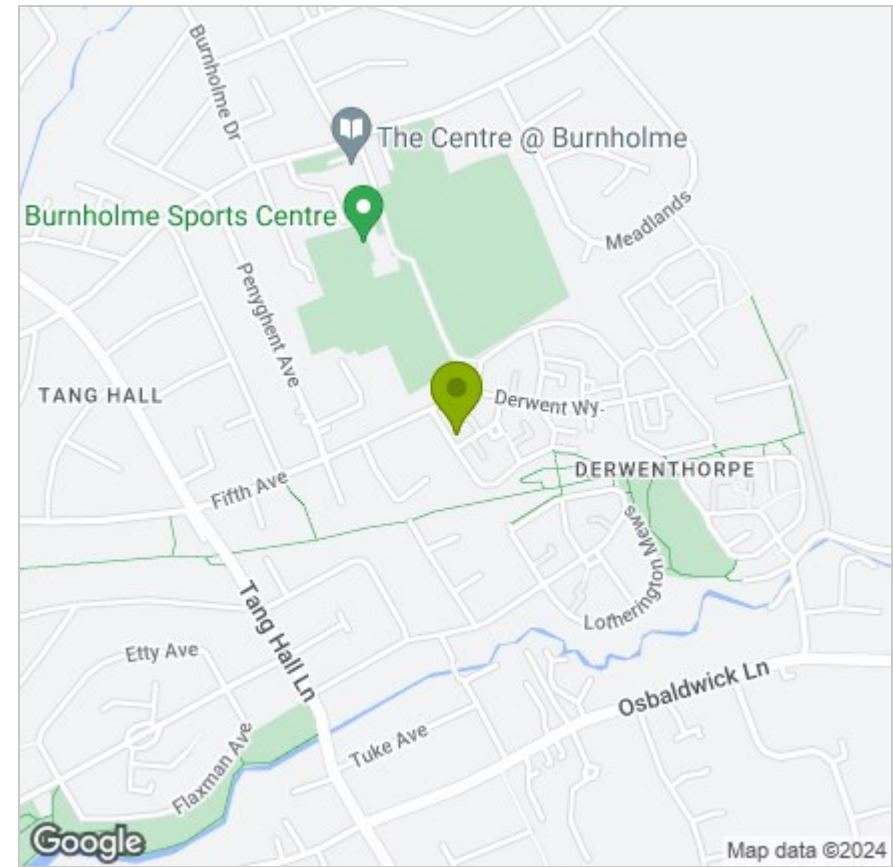 Burnholme Dr
The Centre @ Burnholme
Meadlands
Burnholme Sports Centre
Penyghent Ave
TANG HALL
Derwent Wy.
DERWENTHORPE
Fifth Ave
Lotherington Mews
Tang Hall Ln
Etty Ave
Osbaldwick Ln
Tuke Ave
Flaxman Ave
Google
Map data ©2024